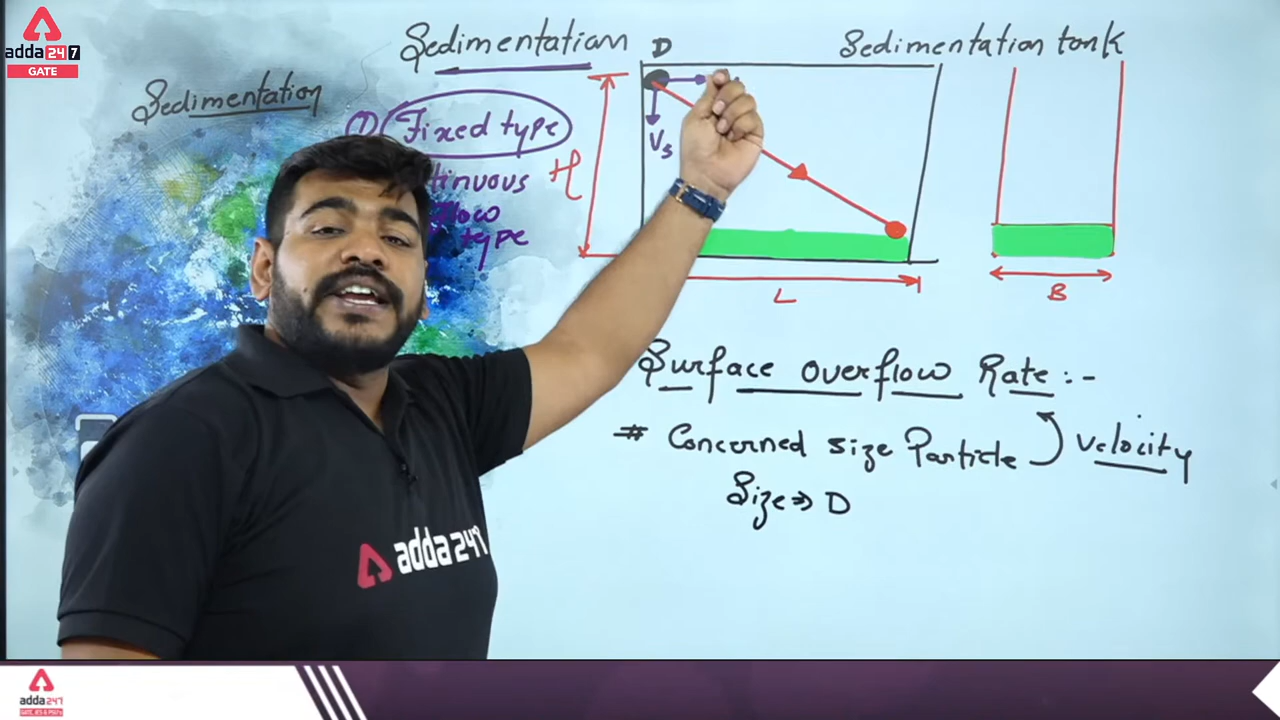 adda247
GATE
Sedimentation
Sedimentation
① Fixed type
tinuous
flow
type
D
Vs
H
L
Sedimentation tank
B
Surface Overflow Rate :-
# Concerned size Particle
Velocity
Size ⇒ D
adda247
adda247